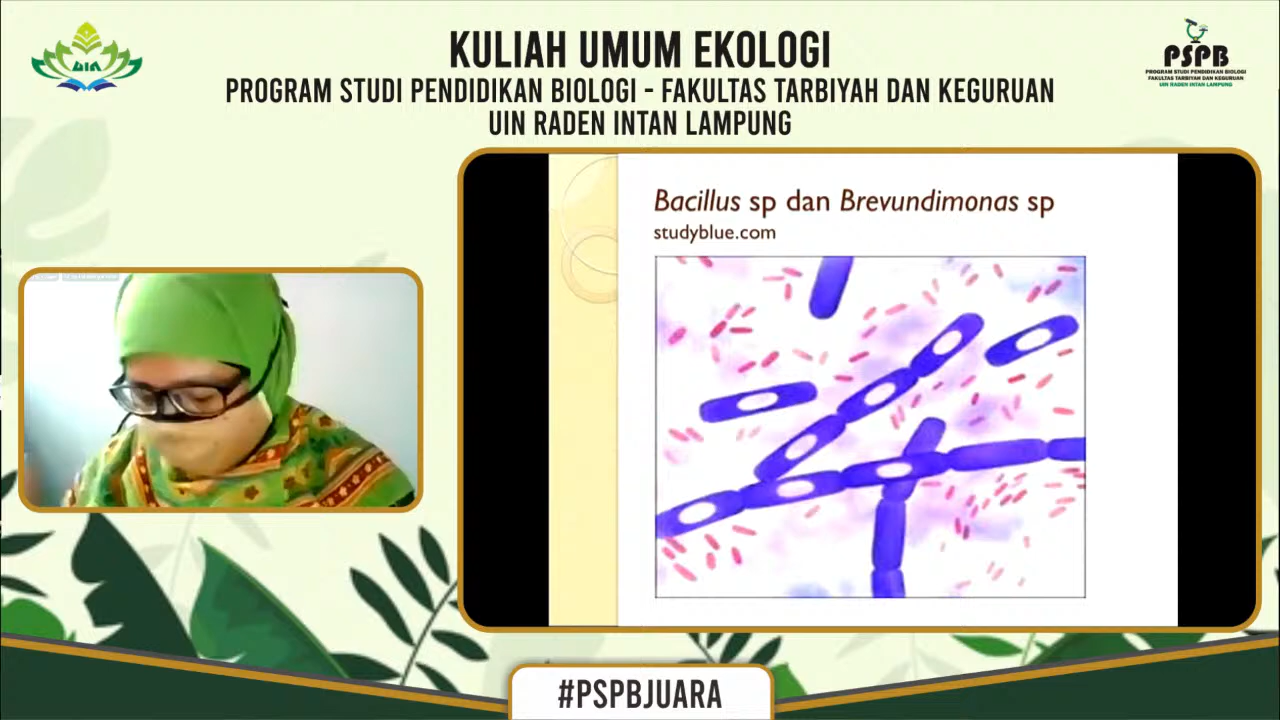 KULIAH UMUM EKOLOGI
PROGRAM STUDI PENDIDIKAN BIOLOGI - FAKULTAS TARBIYAH DAN KEGURUAN
UIN RADEN INTAN LAMPUNG
PSPB
PROGRAM STUDI PENDIDIKAN BIOLOGI
FAKULTAS TARBIYAH DAN KEGURUAN
UIN RADEN INTAN LAMPUNG
Bacillus sp dan Brevundimonas sp
studyblue.com
#PSPBJUARA